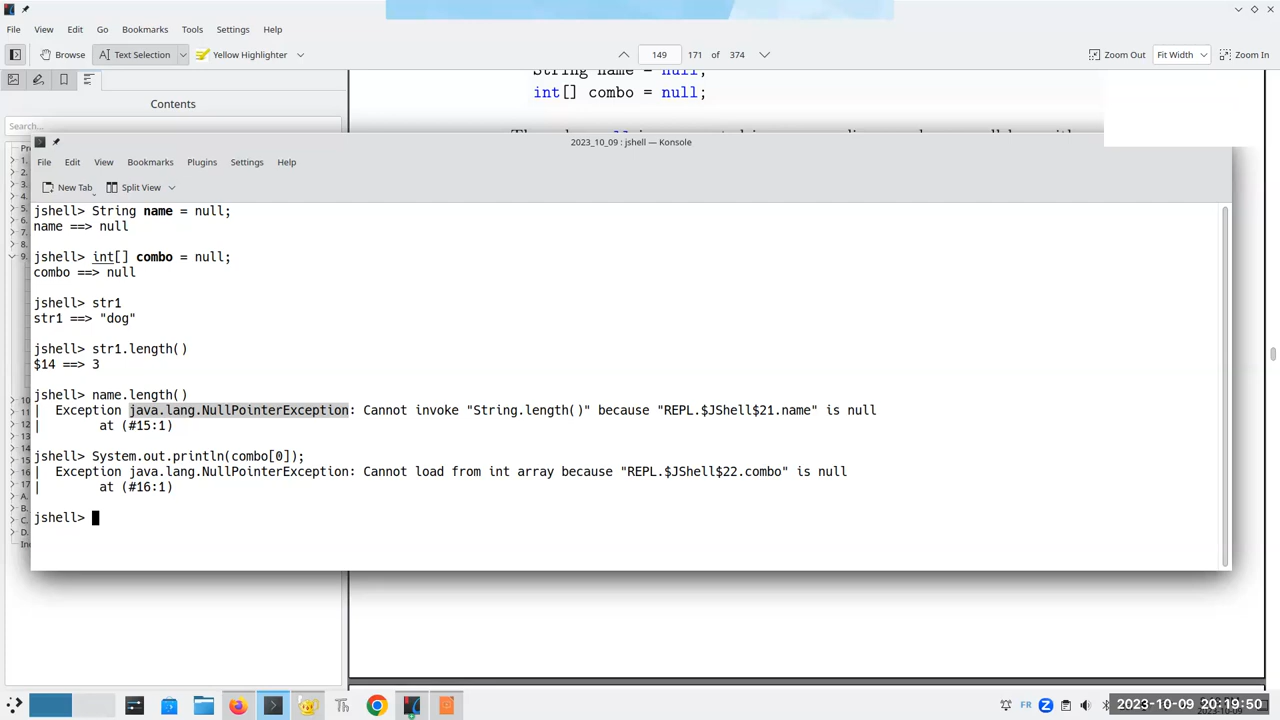 File View Edit Go Bookmarks Tools Settings Help
Browse Text Selection Yellow Highlighter 149 171 of 374 Zoom Out Fit Width Zoom In
Contents
Search...
String name = null;
int[] combo = null;
2023_10_09 : jshell — Konsole
File Edit View Bookmarks Plugins Settings Help
New Tab Split View
jshell> String name = null;
name ==> null
jshell> int[] combo = null;
combo ==> null
jshell> str1
str1 ==> "dog"
jshell> str1.length()
$14 ==> 3
jshell> name.length()
| Exception java.lang.NullPointerException: Cannot invoke "String.length()" because "REPL.$JShell$21.name" is null
| at (#15:1)
jshell> System.out.println(combo[0]);
| Exception java.lang.NullPointerException: Cannot load from int array because "REPL.$JShell$22.combo" is null
| at (#16:1)
jshell>
FR
2023-10-09 20:19:50